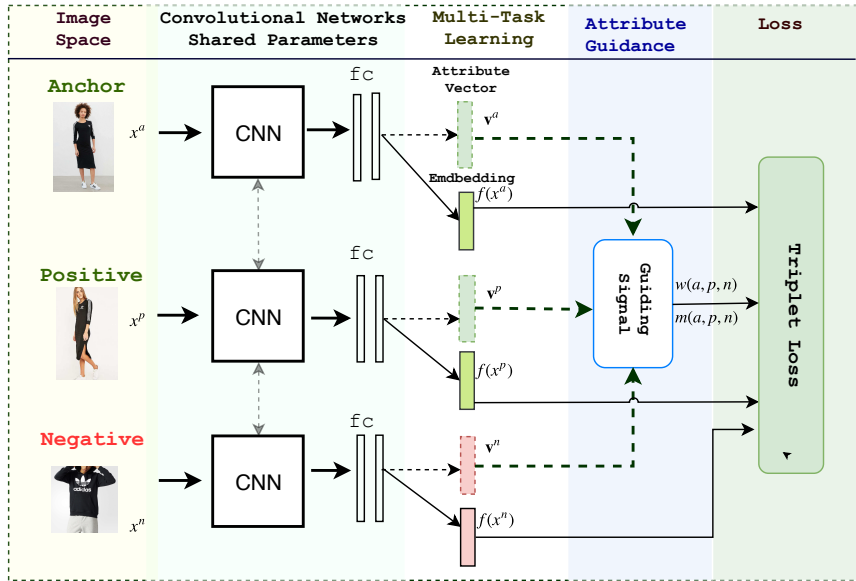 Image
Space
Convolutional Networks
Shared Parameters
Multi-Task
Learning
Attribute
Guidance
Loss
Anchor
x^a
CNN
fc
Attribute
Vector
v^a
Emdbedding
f(x^a)
Positive
x^p
CNN
fc
v^p
f(x^p)
Guiding
Signal
w(a, p, n)
m(a, p, n)
Triplet Loss
Negative
adidas
x^n
CNN
fc
v^n
f(x^n)